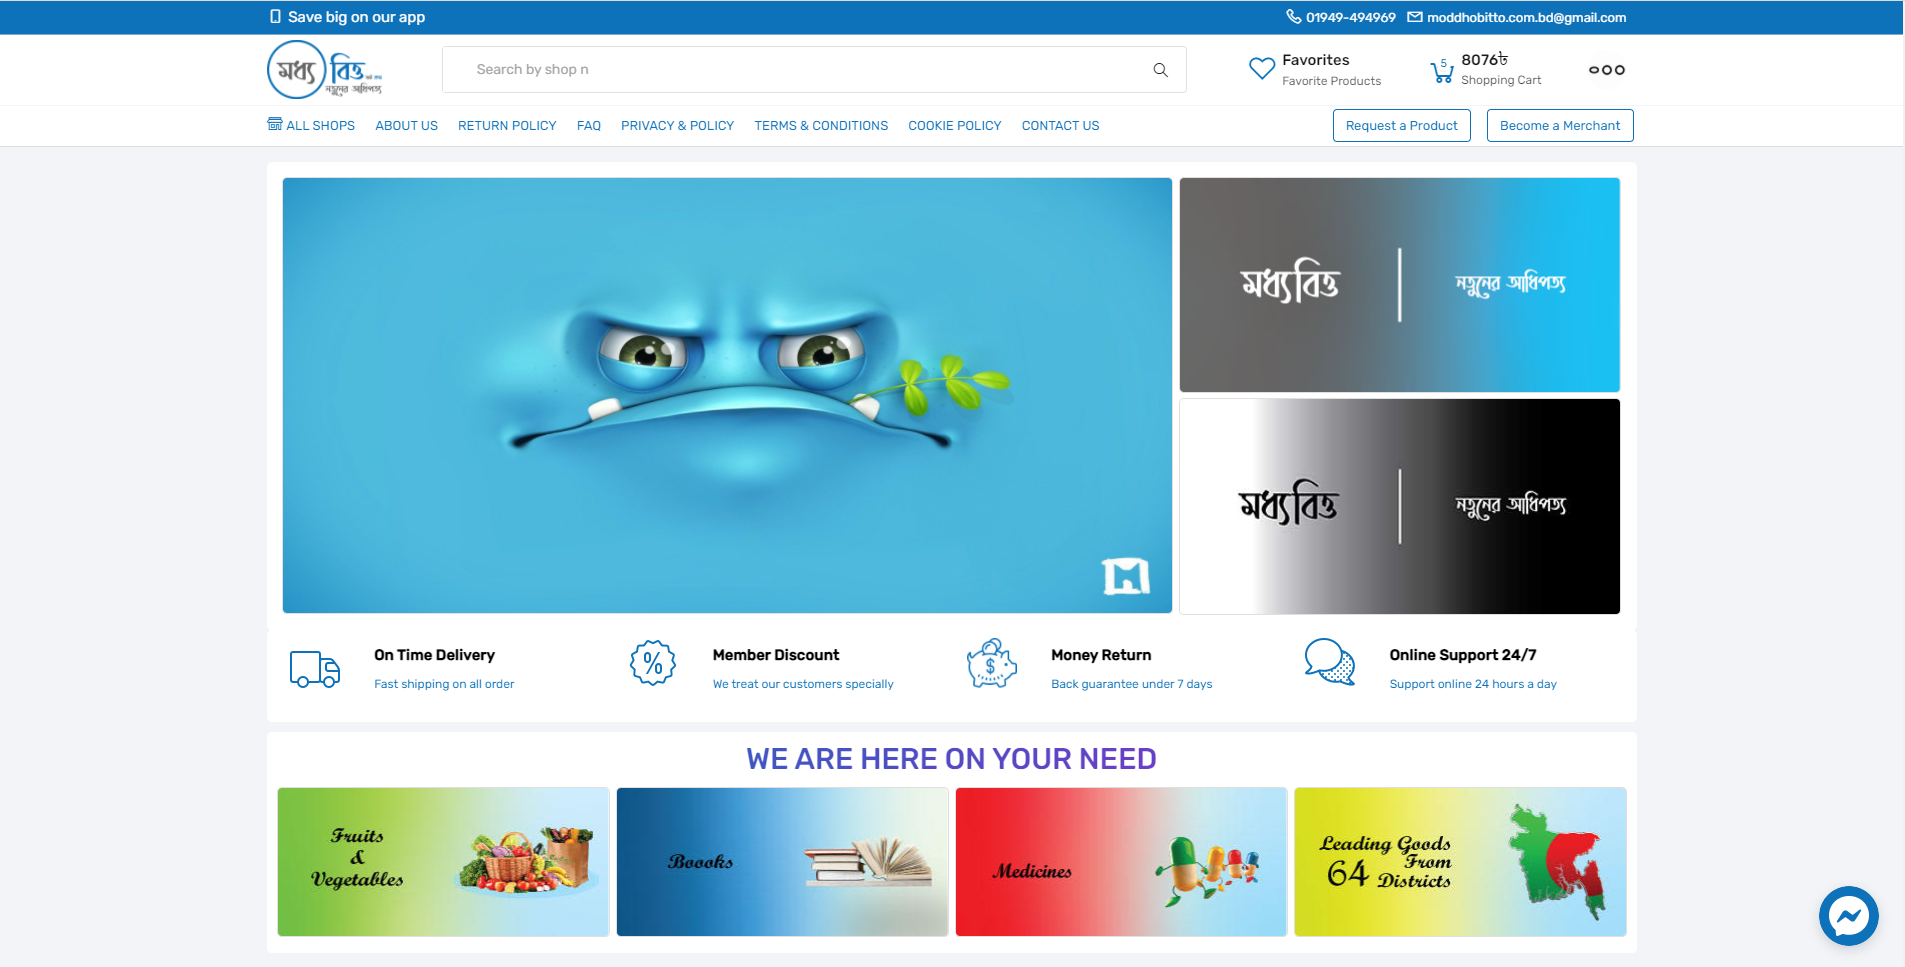 Save big on our app
01949-494969
moddhobitto.com.bd@gmail.com
মধ্যবিত্ত
নতুনের আধিপত্য
Search by shop n
Favorites
Favorite Products
5
8076৳
Shopping Cart
ALL SHOPS
ABOUT US
RETURN POLICY
FAQ
PRIVACY & POLICY
TERMS & CONDITIONS
COOKIE POLICY
CONTACT US
Request a Product
Become a Merchant
মধ্যবিত্ত
নতুনের আধিপত্য
মধ্যবিত্ত
নতুনের আধিপত্য
On Time Delivery
Fast shipping on all order
Member Discount
We treat our customers specially
Money Return
Back guarantee under 7 days
Online Support 24/7
Support online 24 hours a day
WE ARE HERE ON YOUR NEED
Fruits
&
Vegetables
Boooks
Medicines
Leading Goods
From
64 Districts